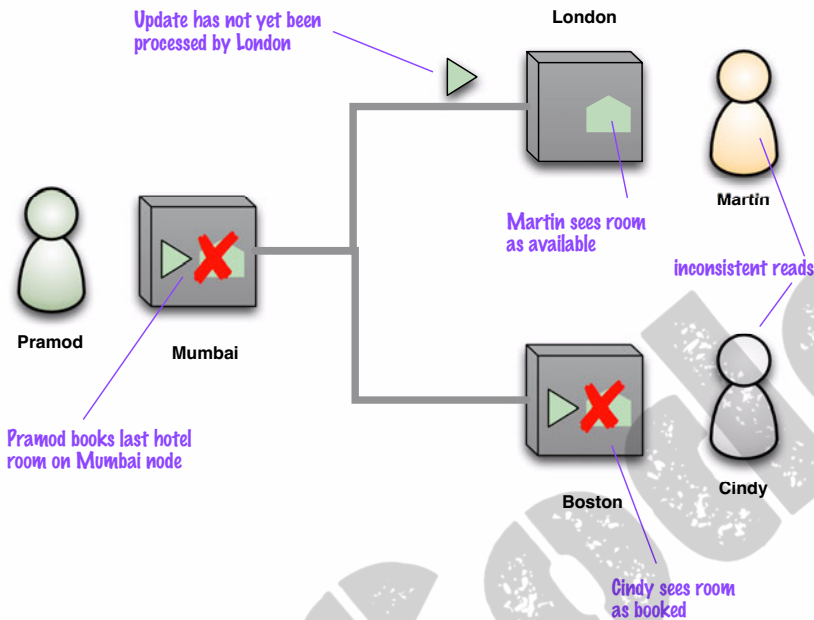 Update has not yet been
processed by London
London
Martin
Martin sees room
as available
inconsistent reads
Pramod
Mumbai
Pramod books last hotel
room on Mumbai node
Boston
Cindy
Cindy sees room
as booked